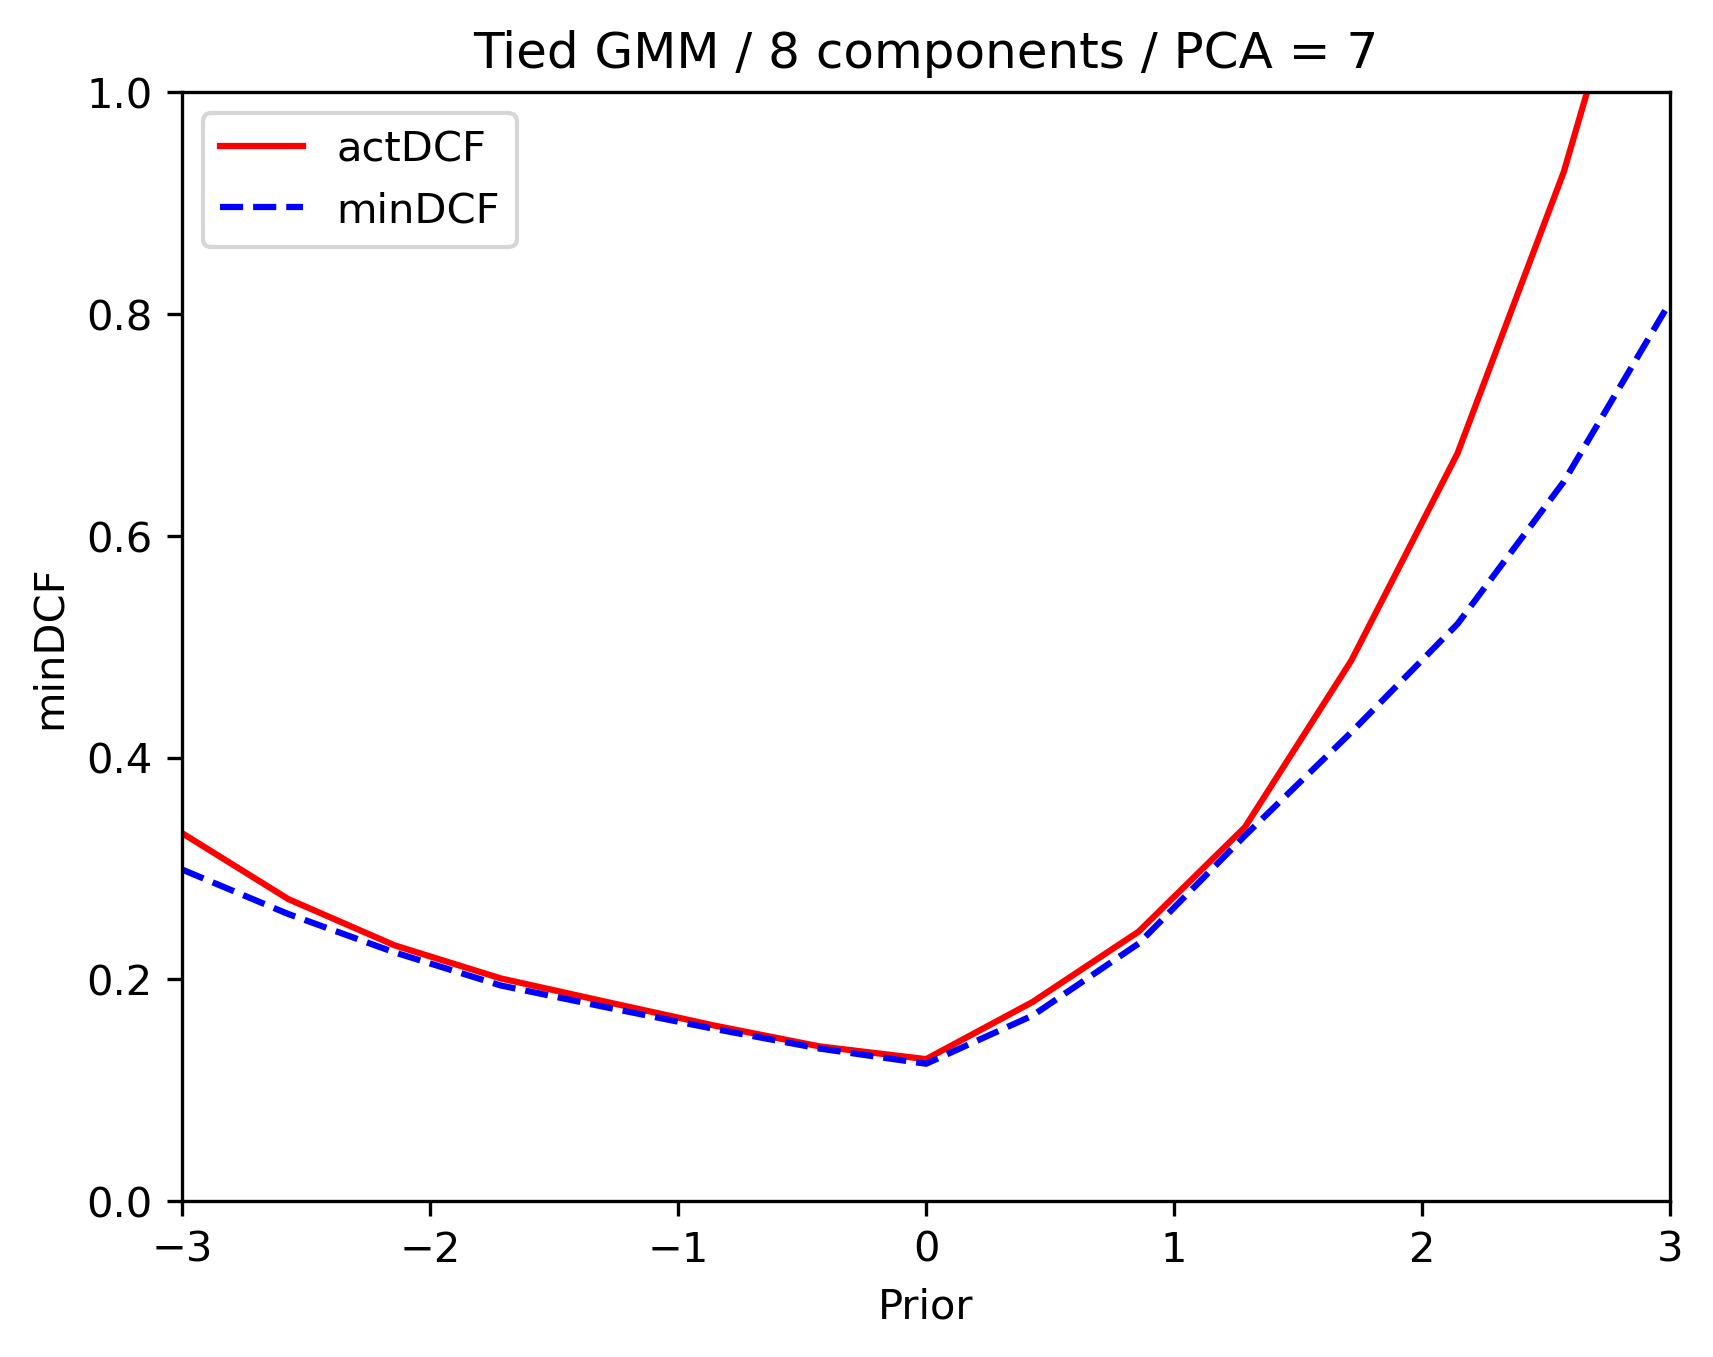 Tied GMM / 8 components / PCA = 7
actDCF
minDCF
minDCF
1.0
0.8
0.6
0.4
0.2
0.0
−3 −2 −1 0 1 2 3
Prior